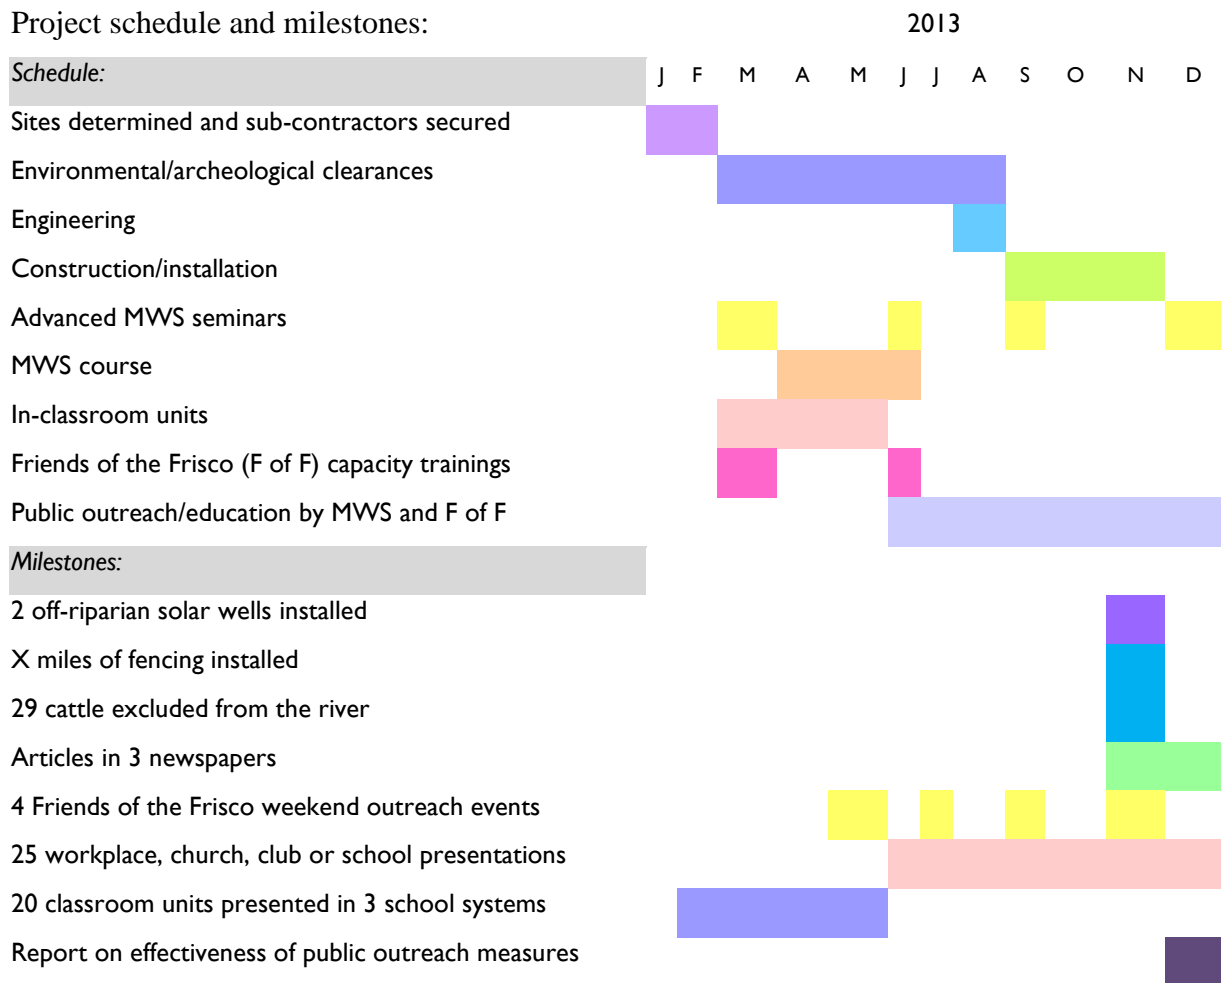 Project schedule and milestones: 2013
Schedule: J F M A M J J A S O N D
Sites determined and sub-contractors secured
Environmental/archeological clearances
Engineering
Construction/installation
Advanced MWS seminars
MWS course
In-classroom units
Friends of the Frisco (F of F) capacity trainings
Public outreach/education by MWS and F of F
Milestones:
2 off-riparian solar wells installed
X miles of fencing installed
29 cattle excluded from the river
Articles in 3 newspapers
4 Friends of the Frisco weekend outreach events
25 workplace, church, club or school presentations
20 classroom units presented in 3 school systems
Report on effectiveness of public outreach measures